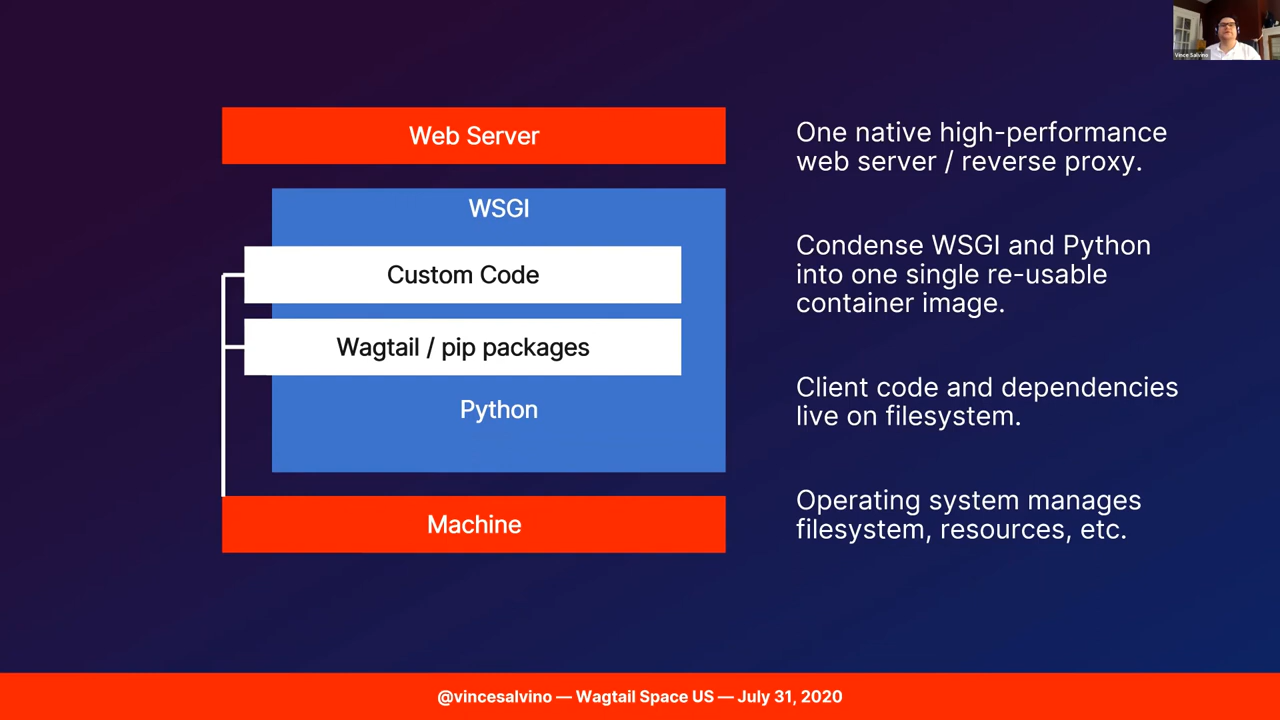 Vince Salvino
Web Server
WSGI
Custom Code
Wagtail / pip packages
Python
Machine
One native high-performance
web server / reverse proxy.
Condense WSGI and Python
into one single re-usable
container image.
Client code and dependencies
live on filesystem.
Operating system manages
filesystem, resources, etc.
@vincesalvino — Wagtail Space US — July 31, 2020